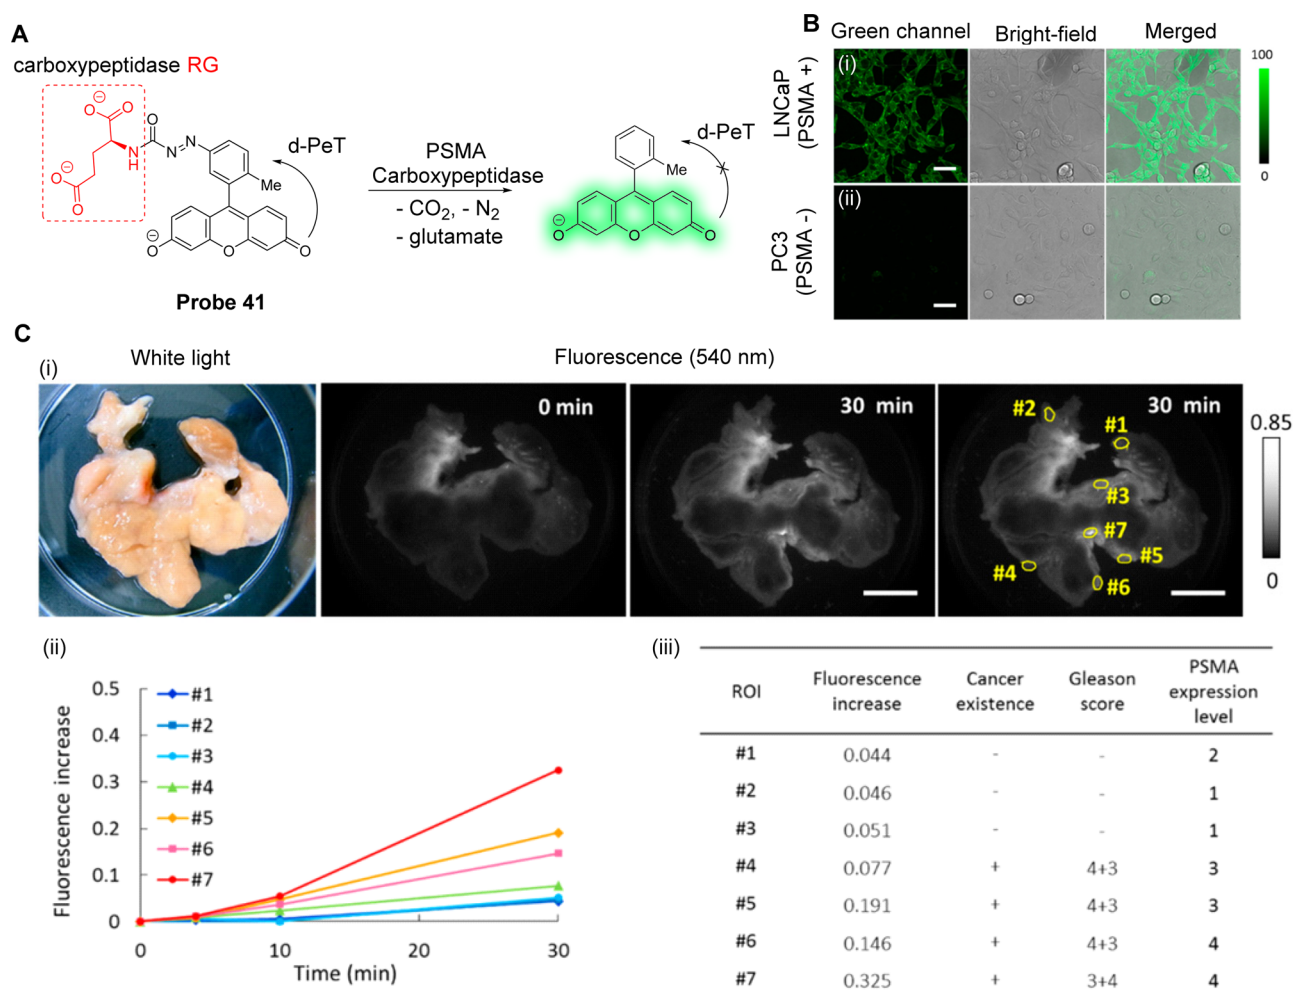 A
carboxypeptidase RG
⊖
O
O
O
N
H
N
N
⊖
O
O
Me
d-PeT
⊖
O
O
O
Probe 41
PSMA
Carboxypeptidase
- CO2, - N2
- glutamate
d-PeT
Me
⊖
O
O
O
B
Green channel
Bright-field
Merged
LNCaP
(PSMA +)
(i)
100
0
PC3
(PSMA -)
(ii)
C
White light
Fluorescence (540 nm)
(i)
0 min
30 min
30 min
#2
#1
#3
#7
#5
#4
#6
0.85
0
(ii)
Fluorescence increase
0.5
0.4
0.3
0.2
0.1
0
#1
#2
#3
#4
#5
#6
#7
0
10
20
30
Time (min)
(iii)
ROI
Fluorescence increase
Cancer existence
Gleason score
PSMA expression level
#1 0.044 - - 2
#2 0.046 - - 1
#3 0.051 - - 1
#4 0.077 + 4+3 3
#5 0.191 + 4+3 3
#6 0.146 + 4+3 4
#7 0.325 + 3+4 4